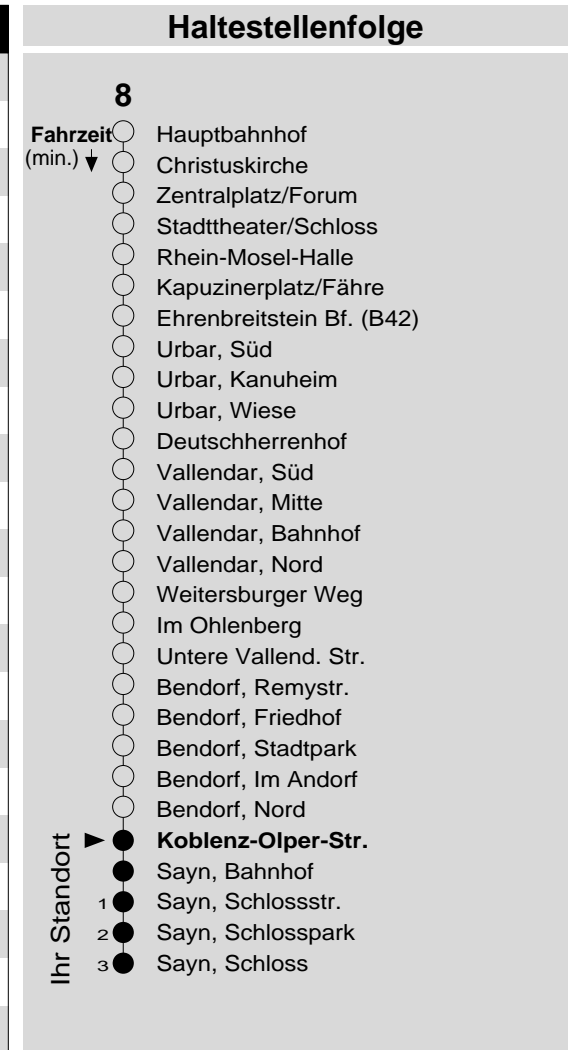 Haltestellenfolge
8
Fahrzeit Hauptbahnhof
(min.) Christuskirche
Zentralplatz/Forum
Stadttheater/Schloss
Rhein-Mosel-Halle
Kapuzinerplatz/Fähre
Ehrenbreitstein Bf. (B42)
Urbar, Süd
Urbar, Kanuheim
Urbar, Wiese
Deutschherrenhof
Vallendar, Süd
Vallendar, Mitte
Vallendar, Bahnhof
Vallendar, Nord
Weitersburger Weg
Im Ohlenberg
Untere Vallend. Str.
Bendorf, Remystr.
Bendorf, Friedhof
Bendorf, Stadtpark
Bendorf, Im Andorf
Bendorf, Nord
Koblenz-Olper-Str.
Sayn, Bahnhof
1 Sayn, Schlossstr.
2 Sayn, Schlosspark
3 Sayn, Schloss
Ihr Standort